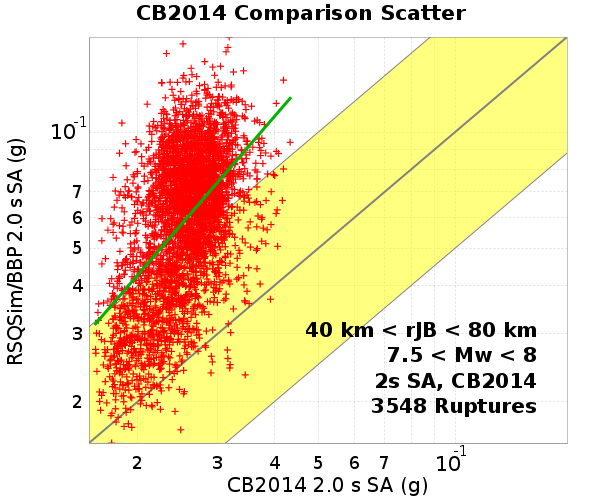 CB2014 Comparison Scatter
RSQSim/BBP 2.0 s SA (g)
10⁻¹
7
6
5
4
3
2
40 km < rJB < 80 km
7.5 < Mw < 8
2s SA, CB2014
3548 Ruptures
2 3 4 5 6 7 10⁻¹
CB2014 2.0 s SA (g)